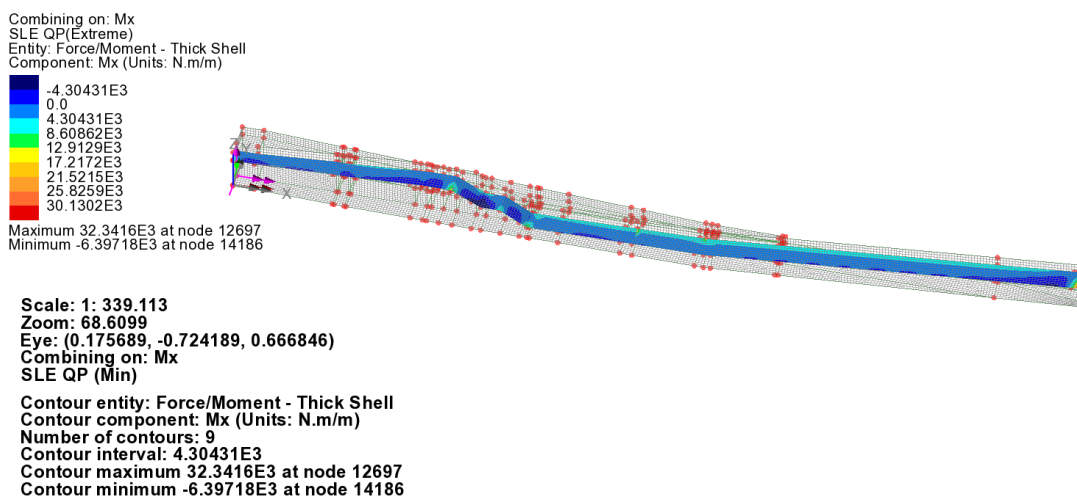 Combining on: Mx
SLE QP(Extreme)
Entity: Force/Moment - Thick Shell
Component: Mx (Units: N.m/m)
-4.30431E3
0.0
4.30431E3
8.60862E3
12.9129E3
17.2172E3
21.5215E3
25.8259E3
30.1302E3
Maximum 32.3416E3 at node 12697
Minimum -6.39718E3 at node 14186
X
Scale: 1: 339.113
Zoom: 68.6099
Eye: (0.175689, -0.724189, 0.666846)
Combining on: Mx
SLE QP (Min)
Contour entity: Force/Moment - Thick Shell
Contour component: Mx (Units: N.m/m)
Number of contours: 9
Contour interval: 4.30431E3
Contour maximum 32.3416E3 at node 12697
Contour minimum -6.39718E3 at node 14186